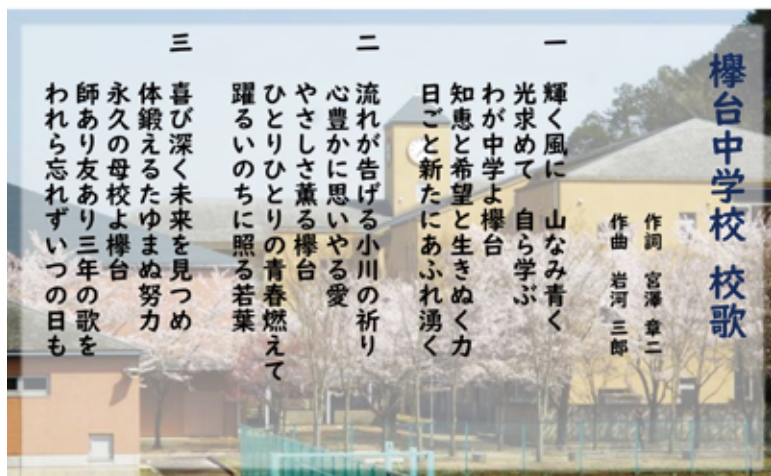 欅台中学校 校歌
作詞 宮澤 章二
作曲 岩河 三郎
一
輝く風に 山なみ青く
光求めて 自ら学ぶ
わが中学よ欅台
知恵と希望と生きぬく力
日ごと新たにあふれ湧く
二
流れが告げる小川の祈り
心豊かに思いやる愛
やさしさ薫る欅台
ひとりひとりの青春燃えて
躍るいのちに照る若葉
三
喜び深く未来を見つめ
体鍛えるたゆまぬ努力
永久の母校よ欅台
師あり友あり三年の歌を
われら忘れずいつの日も